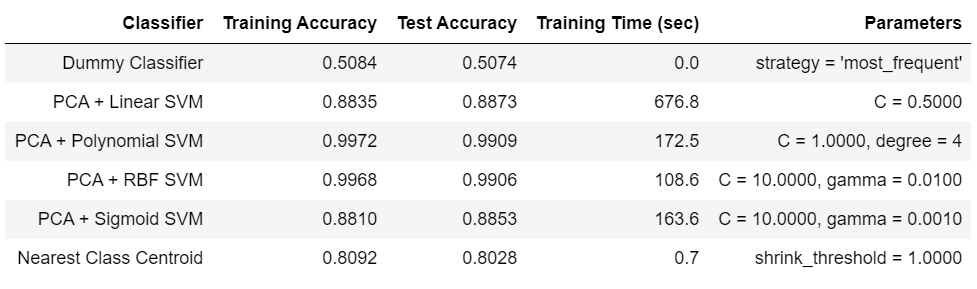 Classifier Training Accuracy Test Accuracy Training Time (sec) Parameters
Dummy Classifier 0.5084 0.5074 0.0 strategy = 'most_frequent'
PCA + Linear SVM 0.8835 0.8873 676.8 C = 0.5000
PCA + Polynomial SVM 0.9972 0.9909 172.5 C = 1.0000, degree = 4
PCA + RBF SVM 0.9968 0.9906 108.6 C = 10.0000, gamma = 0.0100
PCA + Sigmoid SVM 0.8810 0.8853 163.6 C = 10.0000, gamma = 0.0010
Nearest Class Centroid 0.8092 0.8028 0.7 shrink_threshold = 1.0000